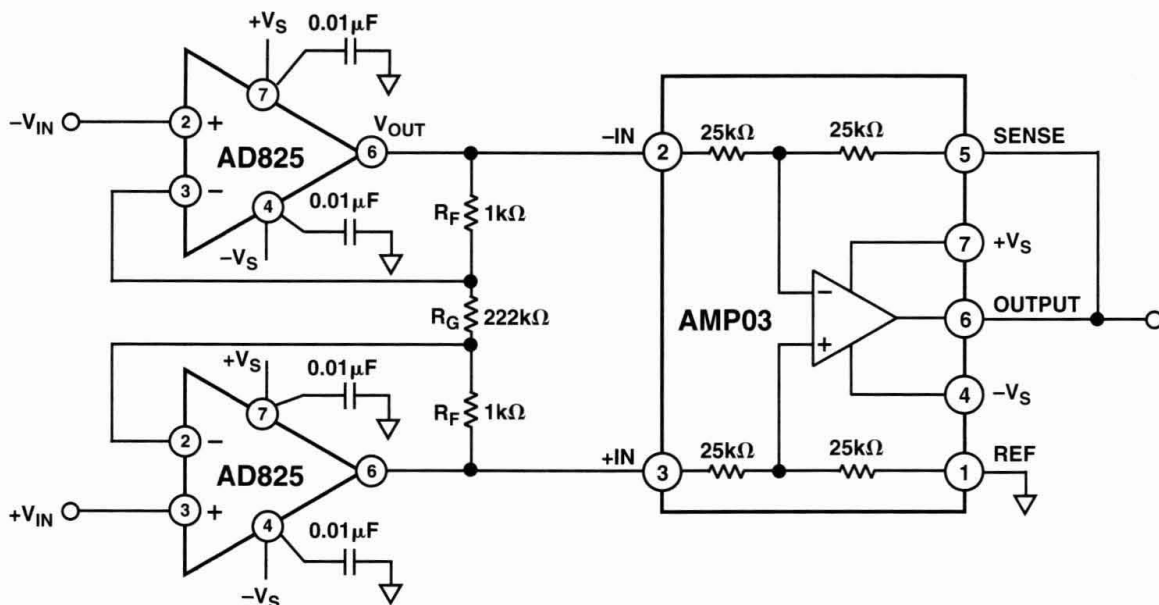 +VS
0.01μF
7
–VIN
2
+
AD825
VOUT
6
3
–
4
0.01μF
–VS
RF
1kΩ
RG
222kΩ
+VS
0.01μF
7
RF
1kΩ
2
–
AD825
6
+VIN
3
+
4
0.01μF
–VS
–IN
2
25kΩ
25kΩ
5
SENSE
7
+VS
AMP03
–
+
6
OUTPUT
4
–VS
+IN
3
25kΩ
25kΩ
1
REF